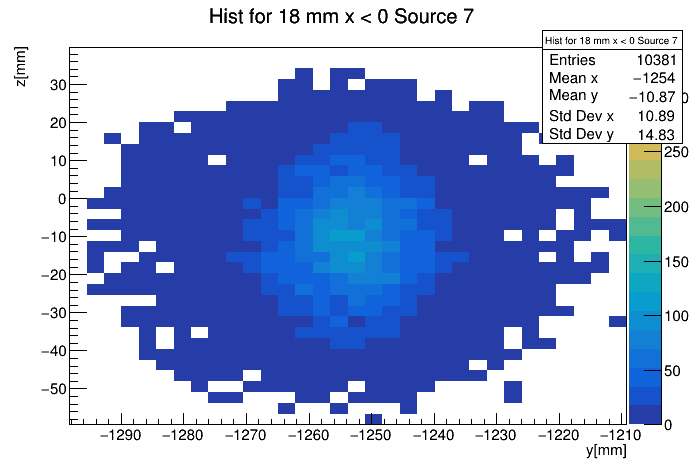 Hist for 18 mm x < 0 Source 7
z[mm]
Hist for 18 mm x < 0 Source 7
Entries 10381
Mean x −1254
Mean y −10.87
Std Dev x 10.89
Std Dev y 14.83
30
20
10
0
−10
−20
−30
−40
−50
250
200
150
100
50
0
−1290 −1280 −1270 −1260 −1250 −1240 −1230 −1220 −1210
y[mm]